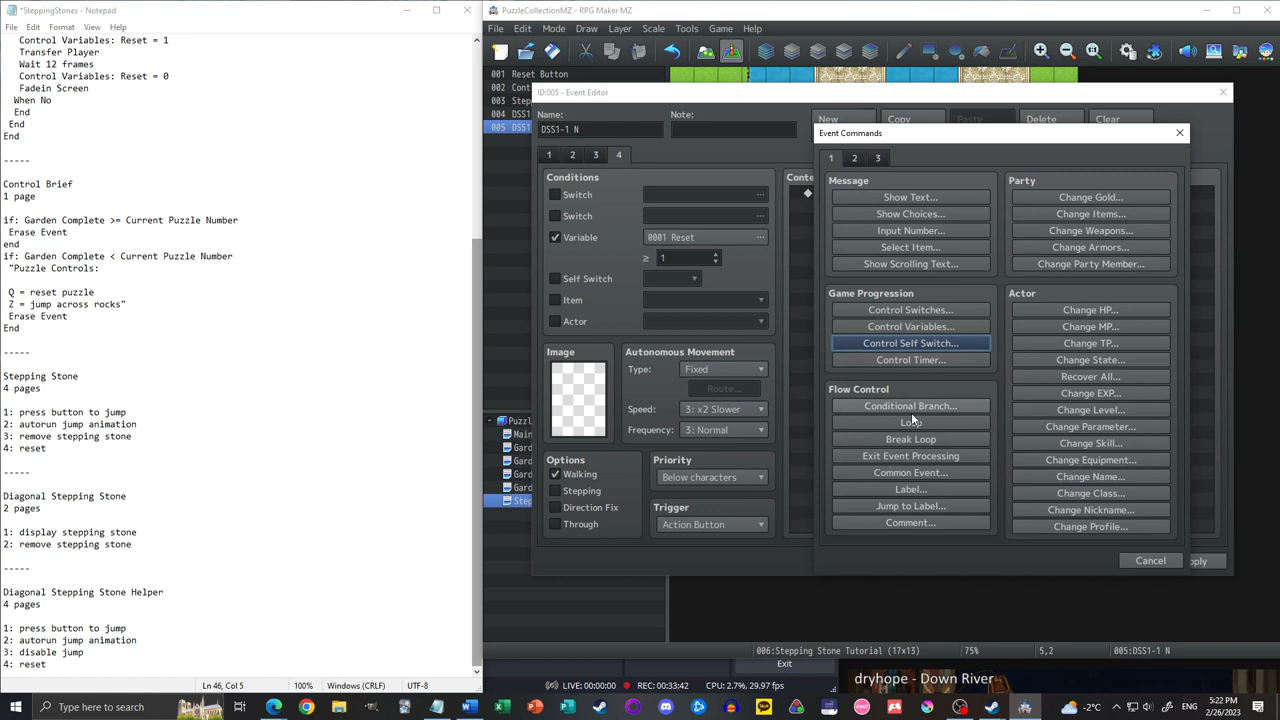 *SteppingStones - Notepad
File Edit Format View Help
Control Variables: Reset = 1
Transfer Player
Wait 12 frames
Control Variables: Reset = 0
Fadein Screen
When No
End
End
End
-----
Control Brief
1 page
if: Garden Complete >= Current Puzzle Number
Erase Event
end
if: Garden Complete < Current Puzzle Number
"Puzzle Controls:
Q = reset puzzle
Z = jump across rocks"
Erase Event
End
-----
Stepping Stone
4 pages
1: press button to jump
2: autorun jump animation
3: remove stepping stone
4: reset
-----
Diagonal Stepping Stone
2 pages
1: display stepping stone
2: remove stepping stone
-----
Diagonal Stepping Stone Helper
4 pages
1: press button to jump
2: autorun jump animation
3: disable jump
4: reset
Ln 46, Col 5 100% Windows (CRLF) UTF-8
PuzzleCollectionMZ - RPG Maker MZ
File Edit Mode Draw Layer Scale Tools Game Help
001 Reset Button
002 Cont
003 Step
004 DSS1
005 DSS1
Puzzl
Main
Gard
Gard
Gard
Gard
Step
ID:005 - Event Editor
Name: Note:
DSS1-1 N
New Copy Paste Delete Clear
1 2 3 4
Conditions
Switch
Switch
Variable 0001 Reset
≥ 1
Self Switch
Item
Actor
Image
Autonomous Movement
Type: Fixed
Route...
Speed: 3: x2 Slower
Frequency: 3: Normal
Options
Walking
Stepping
Direction Fix
Through
Priority
Below characters
Trigger
Action Button
Conte
pply
Event Commands
1 2 3
Message
Show Text...
Show Choices...
Input Number...
Select Item...
Show Scrolling Text...
Game Progression
Control Switches...
Control Variables...
Control Self Switch...
Control Timer...
Flow Control
Conditional Branch...
Break Loop
Exit Event Processing
Common Event...
Label...
Jump to Label...
Comment...
Party
Change Gold...
Change Items...
Change Weapons...
Change Armors...
Change Party Member...
Actor
Change HP...
Change MP...
Change TP...
Change State...
Recover All...
Change EXP...
Change Level...
Change Parameter...
Change Skill...
Change Equipment...
Change Name...
Change Class...
Change Nickname...
Change Profile...
Cancel
006:Stepping Stone Tutorial (17x13) 75% 5,2 005:DSS1-1 N
Exit
LIVE: 00:00:00 REC: 00:33:42 CPU: 2.7%, 29.97 fps
dryhope - Down River
Type here to search
-2°C
5:22 PM
2/26/2023